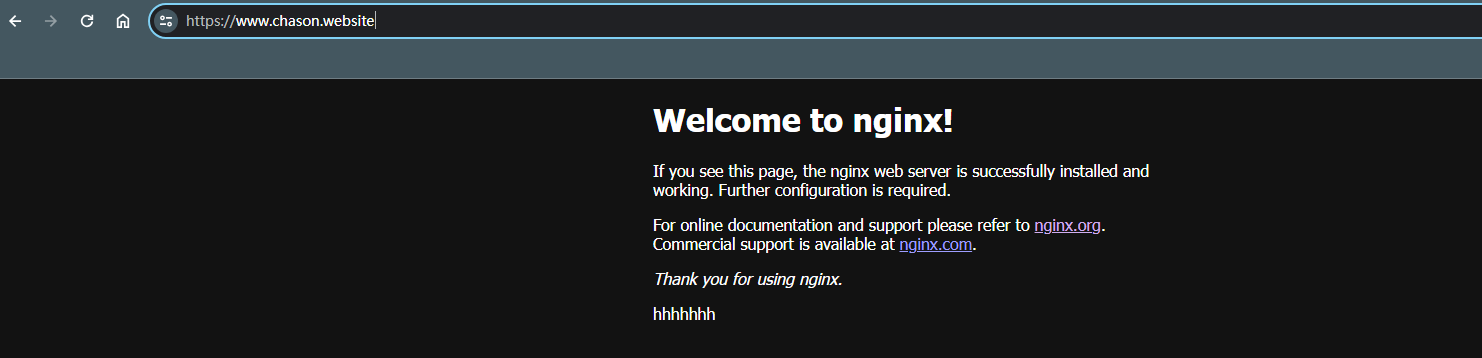 https://www.chason.website
Welcome to nginx!
If you see this page, the nginx web server is successfully installed and
working. Further configuration is required.
For online documentation and support please refer to nginx.org.
Commercial support is available at nginx.com.
Thank you for using nginx.
hhhhhhh